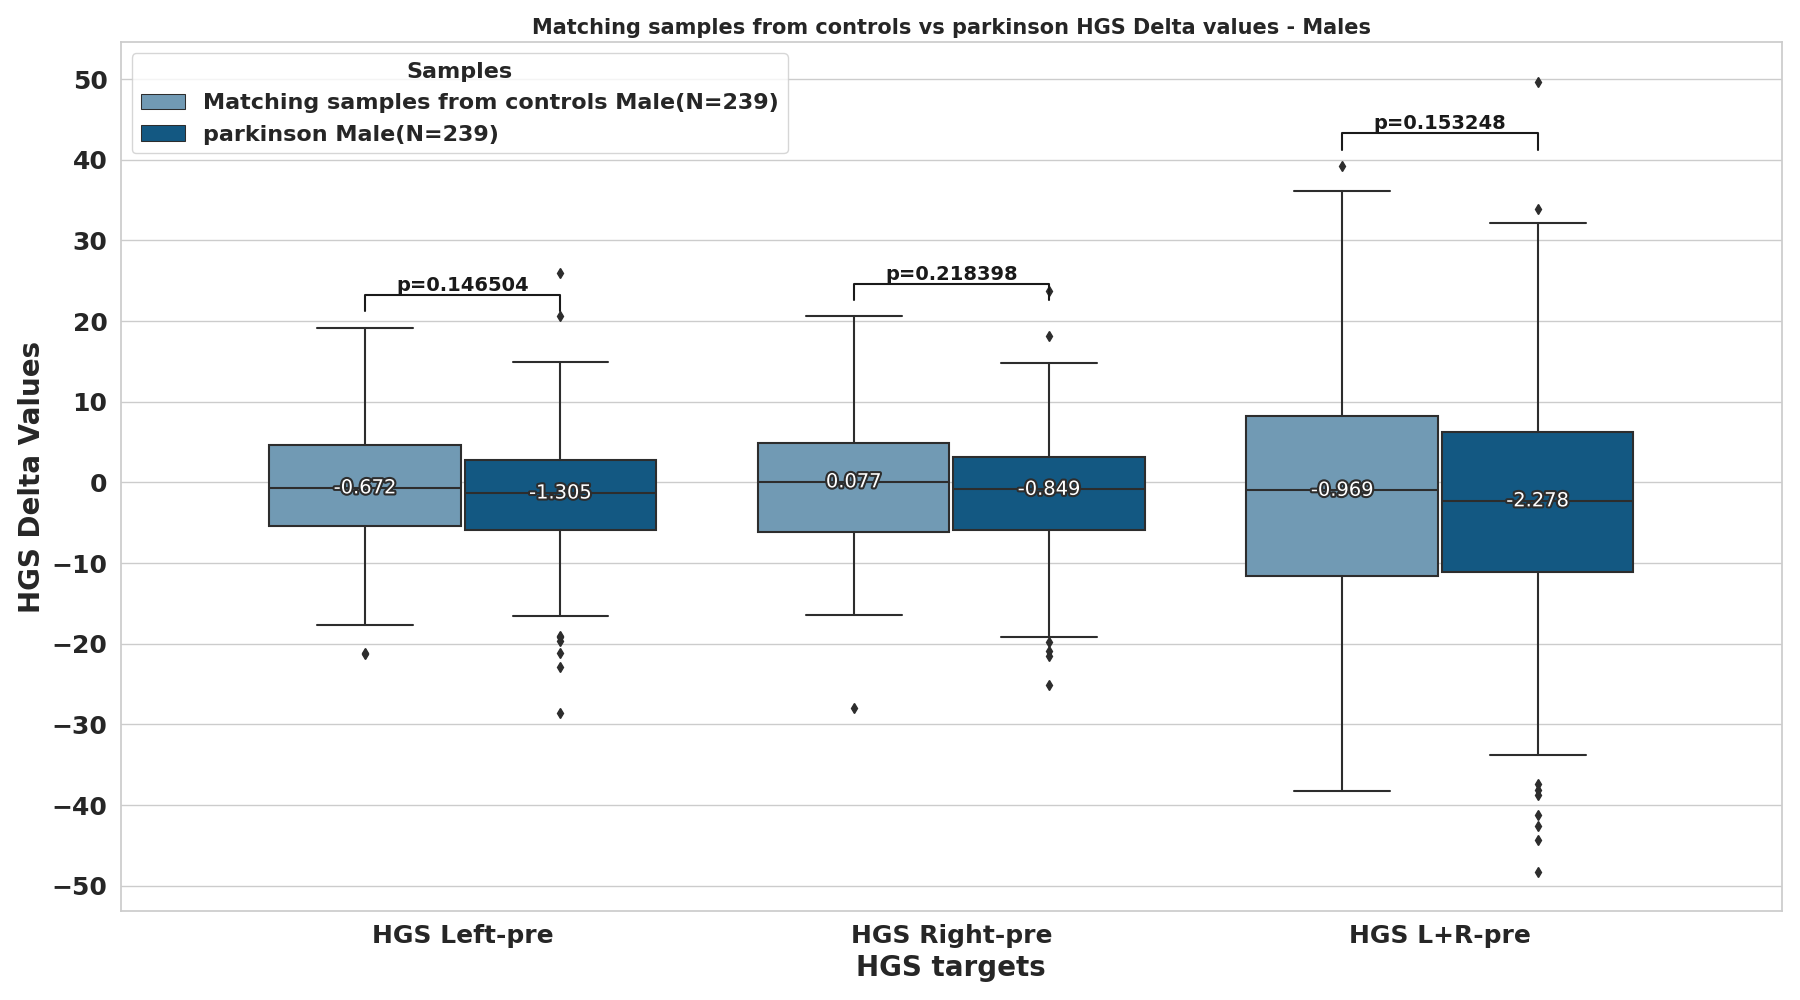 Matching samples from controls vs parkinson HGS Delta values - Males
Samples
Matching samples from controls Male(N=239)
parkinson Male(N=239)
HGS Delta Values
50
40
30
20
10
0
−10
−20
−30
−40
−50
p=0.146504
p=0.218398
p=0.153248
-0.672
-1.305
0.077
-0.849
-0.969
-2.278
HGS Left-pre
HGS Right-pre
HGS L+R-pre
HGS targets